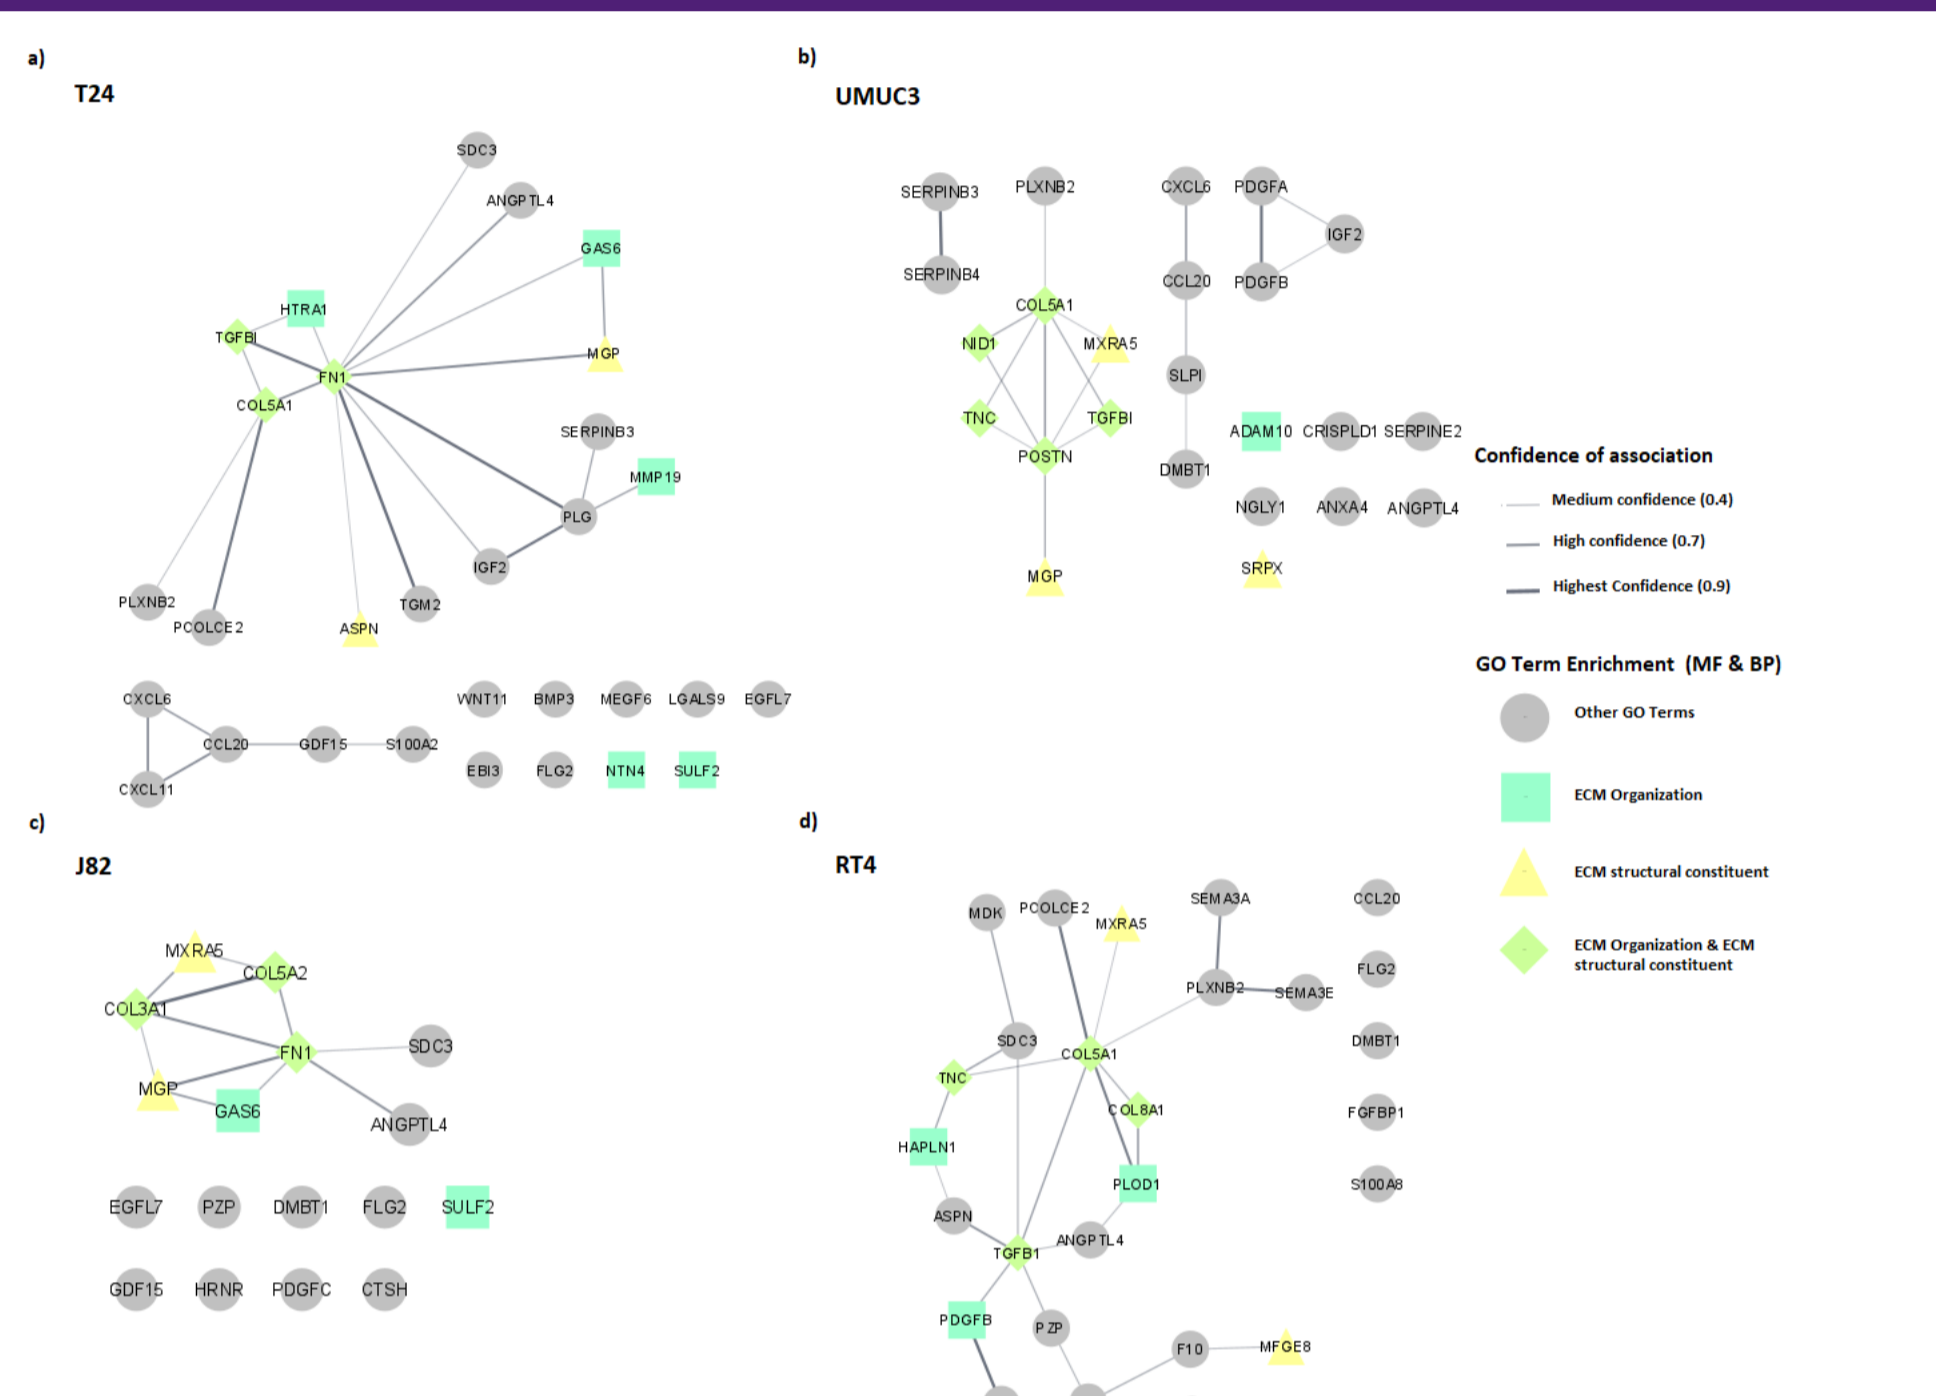 a)
T24
SDC3
ANGPTL4
GAS6
HTRA1
TGFBI
MGP
FN1
COL5A1
SERPINB3
MMP19
PLG
IGF2
PLXNB2
TGM2
PCOLCE2
ASPN
CXCL6
CCL20
GDF15
S100A2
CXCL11
WNT11
BMP3
MEGF6
LGALS9
EGFL7
EBI3
FLG2
NTN4
SULF2
b)
UMUC3
SERPINB3
PLXNB2
CXCL6
PDGFA
IGF2
SERPINB4
CCL20
PDGFB
COL5A1
NID1
MXRA5
SLPI
TNC
TGFBI
POSTN
DMBT1
MGP
ADAM10
CRISPLD1
SERPINE2
NGLY1
ANXA4
ANGPTL4
SRPX
Confidence of association
Medium confidence (0.4)
High confidence (0.7)
Highest Confidence (0.9)
GO Term Enrichment (MF & BP)
Other GO Terms
ECM Organization
ECM structural constituent
ECM Organization & ECM
structural constituent
c)
J82
MXRA5
COL5A2
COL3A1
FN1
SDC3
MGP
GAS6
ANGPTL4
EGFL7
PZP
DMBT1
FLG2
SULF2
GDF15
HRNR
PDGFC
CTSH
d)
RT4
MDK
PCOLCE2
MXRA5
SEMA3A
CCL20
PLXNB2
SEMA3E
FLG2
SDC3
COL5A1
DMBT1
TNC
COL8A1
FGFBP1
HAPLN1
PLOD1
S100A8
ASPN
ANGPTL4
TGFB1
PDGFB
PZP
F10
MFGE8